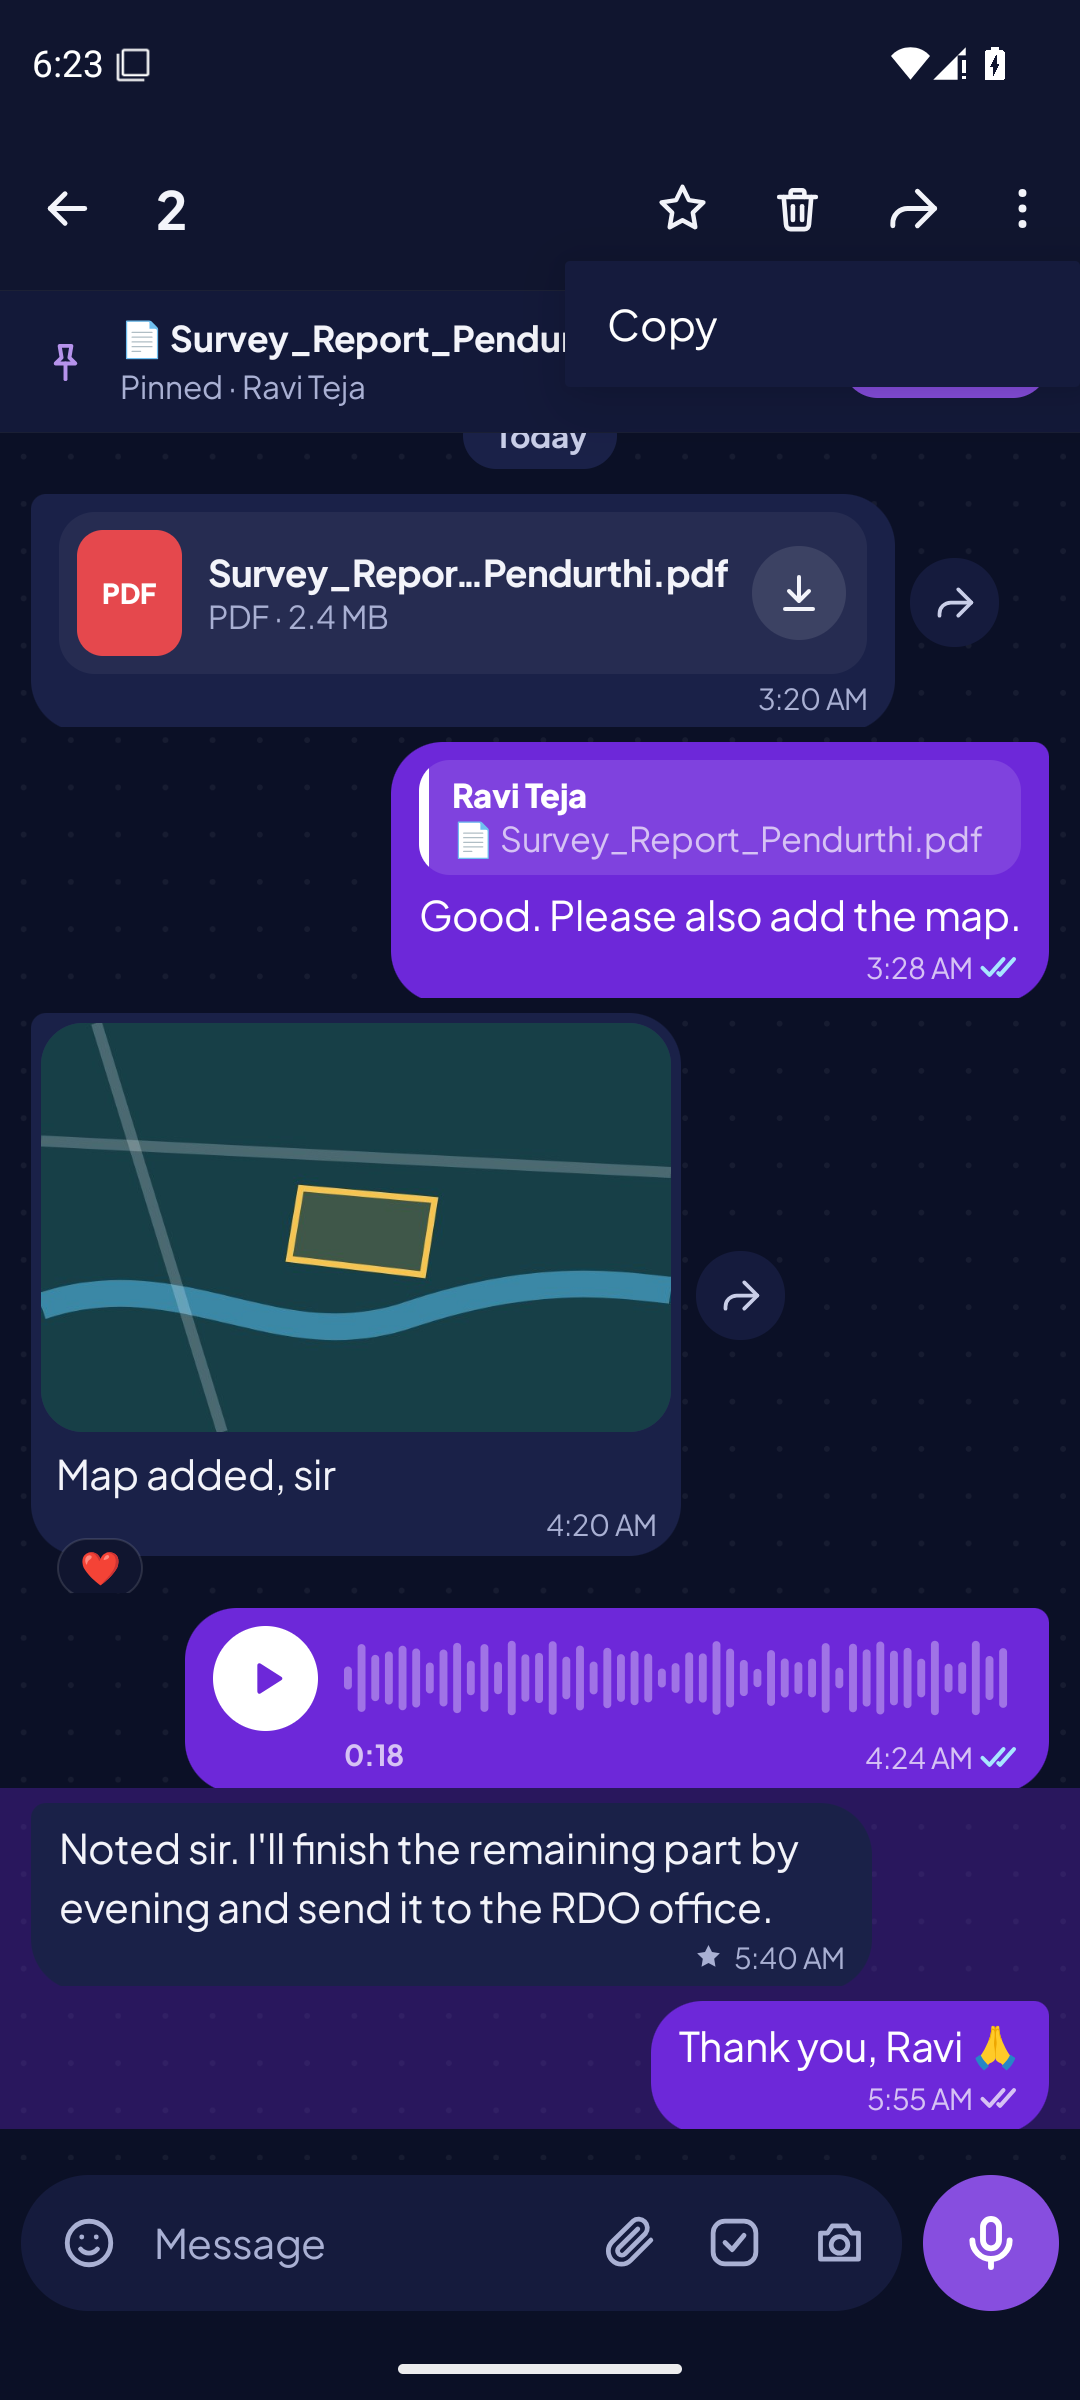 6:23
2
Copy
📄 Survey_Report_Pendu
Pinned · Ravi Teja
Today
PDF
Survey_Repor...Pendurthi.pdf
PDF · 2.4 MB
3:20 AM
Ravi Teja
📄 Survey_Report_Pendurthi.pdf
Good. Please also add the map.
3:28 AM
Map added, sir
4:20 AM
❤️
0:18
4:24 AM
Noted sir. I'll finish the remaining part by
evening and send it to the RDO office.
★ 5:40 AM
Thank you, Ravi 🙏
5:55 AM
Message